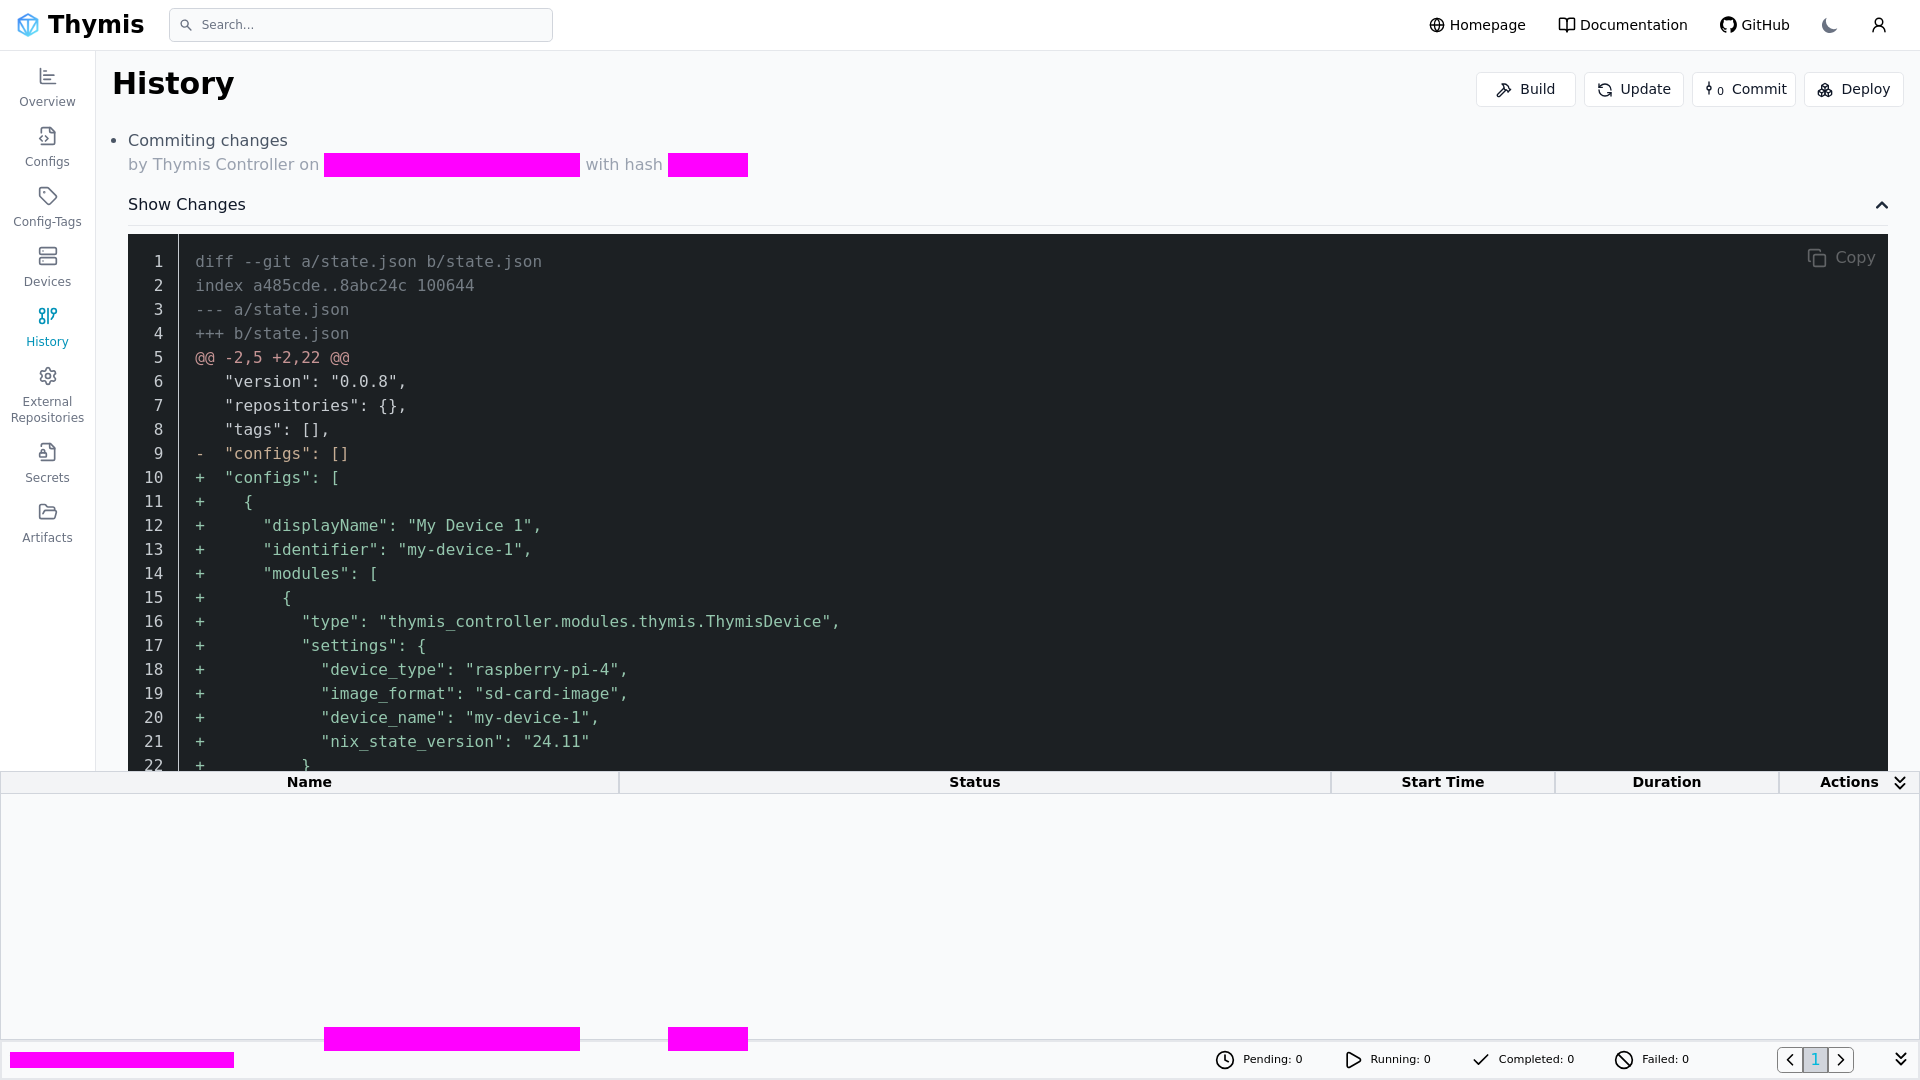 Thymis
Search...
Homepage
Documentation
GitHub
Overview
Configs
Config-Tags
Devices
History
External
Repositories
Secrets
Artifacts
History
Build
Update
0 Commit
Deploy
• Commiting changes
by Thymis Controller on
with hash
Show Changes
Copy
1 diff --git a/state.json b/state.json
2 index a485cde..8abc24c 100644
3 --- a/state.json
4 +++ b/state.json
5 @@ -2,5 +2,22 @@
6    "version": "0.0.8",
7    "repositories": {},
8    "tags": [],
9 -  "configs": []
10 +  "configs": [
11 +    {
12 +      "displayName": "My Device 1",
13 +      "identifier": "my-device-1",
14 +      "modules": [
15 +        {
16 +          "type": "thymis_controller.modules.thymis.ThymisDevice",
17 +          "settings": {
18 +            "device_type": "raspberry-pi-4",
19 +            "image_format": "sd-card-image",
20 +            "device_name": "my-device-1",
21 +            "nix_state_version": "24.11"
22 +          }
Name
Status
Start Time
Duration
Actions
Pending: 0
Running: 0
Completed: 0
Failed: 0
1